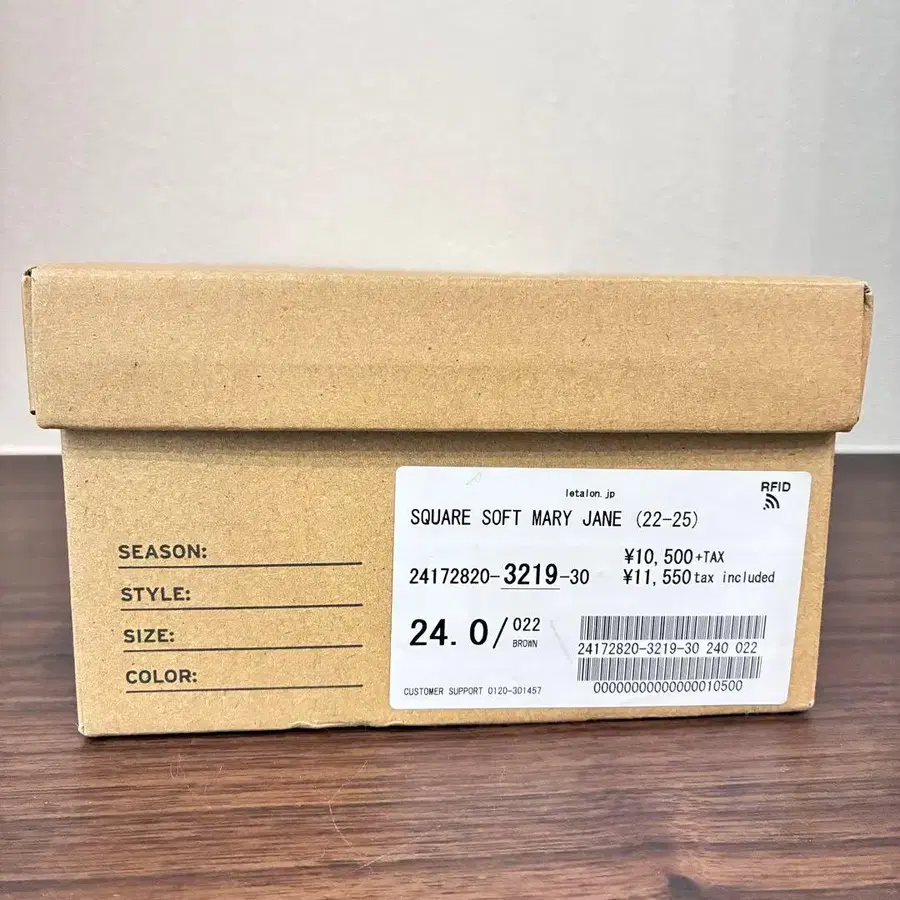 SEASON:
STYLE:
SIZE:
COLOR:
letalon.jp
RFID
SQUARE SOFT MARY JANE (22-25)
¥10,500+TAX
24172820-3219-30
¥11,550 tax included
24.0/
022
BROWN
24172820-3219-30 240 022
CUSTOMER SUPPORT 0120-301457
00000000000000010500